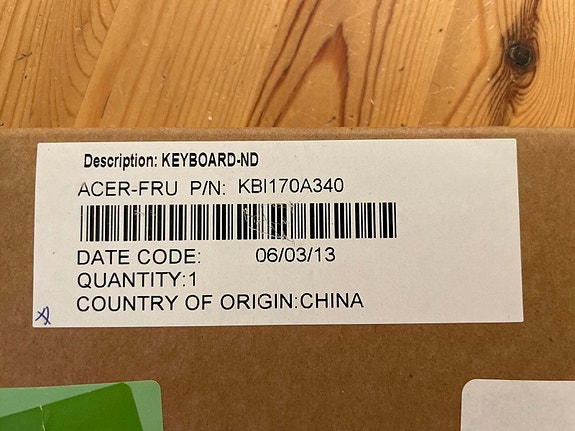 Description: KEYBOARD-ND
ACER-FRU P/N: KBI170A340
DATE CODE: 06/03/13
QUANTITY:1
COUNTRY OF ORIGIN:CHINA